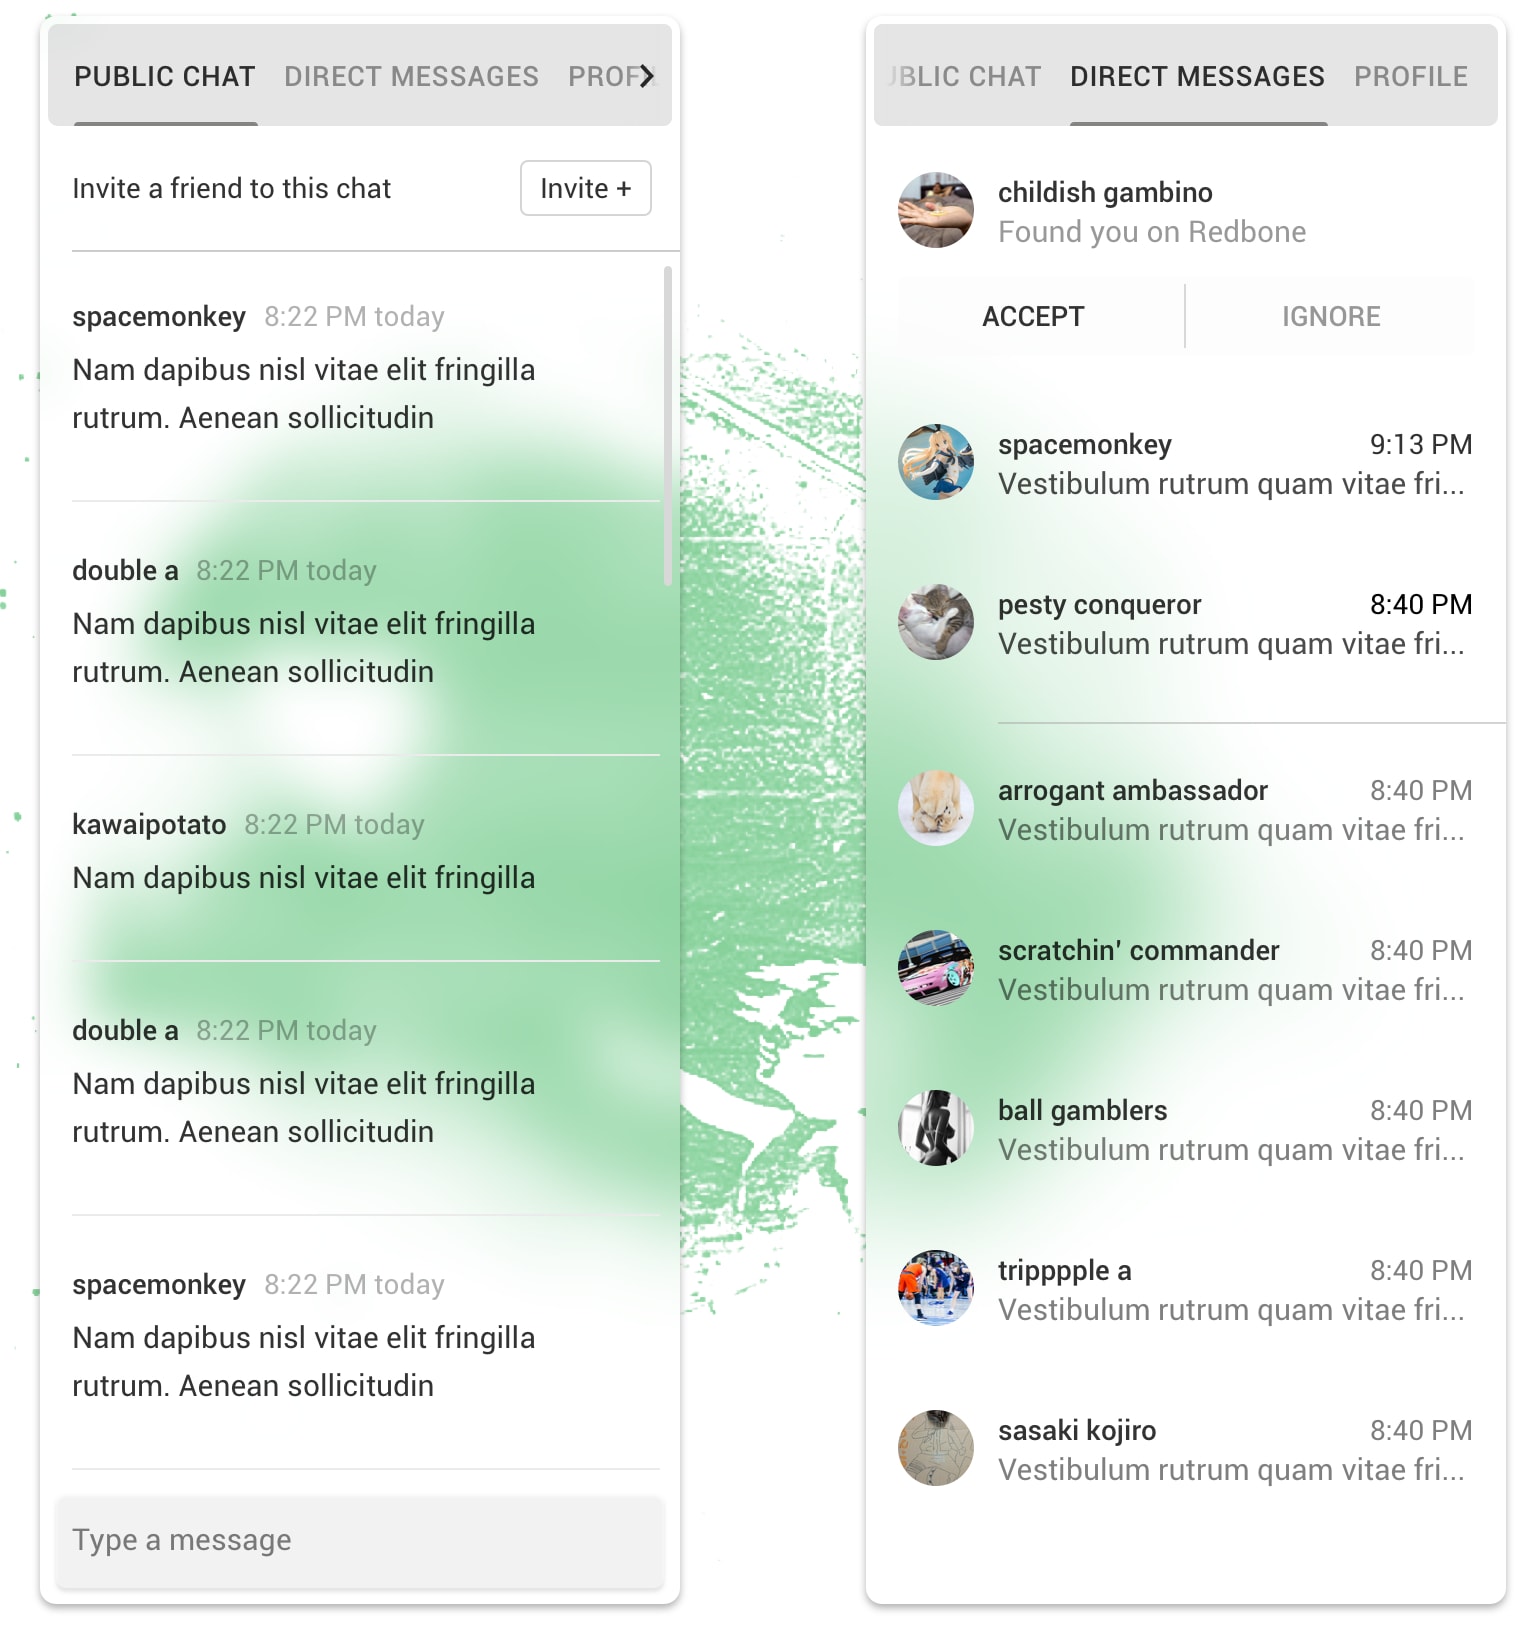 PUBLIC CHAT DIRECT MESSAGES PROF
Invite a friend to this chat Invite +
spacemonkey 8:22 PM today
Nam dapibus nisl vitae elit fringilla
rutrum. Aenean sollicitudin
double a 8:22 PM today
Nam dapibus nisl vitae elit fringilla
rutrum. Aenean sollicitudin
kawaipotato 8:22 PM today
Nam dapibus nisl vitae elit fringilla
double a 8:22 PM today
Nam dapibus nisl vitae elit fringilla
rutrum. Aenean sollicitudin
spacemonkey 8:22 PM today
Nam dapibus nisl vitae elit fringilla
rutrum. Aenean sollicitudin
Type a message
UBLIC CHAT DIRECT MESSAGES PROFILE
childish gambino
Found you on Redbone
ACCEPT IGNORE
spacemonkey 9:13 PM
Vestibulum rutrum quam vitae fri...
pesty conqueror 8:40 PM
Vestibulum rutrum quam vitae fri...
arrogant ambassador 8:40 PM
Vestibulum rutrum quam vitae fri...
scratchin' commander 8:40 PM
Vestibulum rutrum quam vitae fri...
ball gamblers 8:40 PM
Vestibulum rutrum quam vitae fri...
tripppple a 8:40 PM
Vestibulum rutrum quam vitae fri...
sasaki kojiro 8:40 PM
Vestibulum rutrum quam vitae fri...